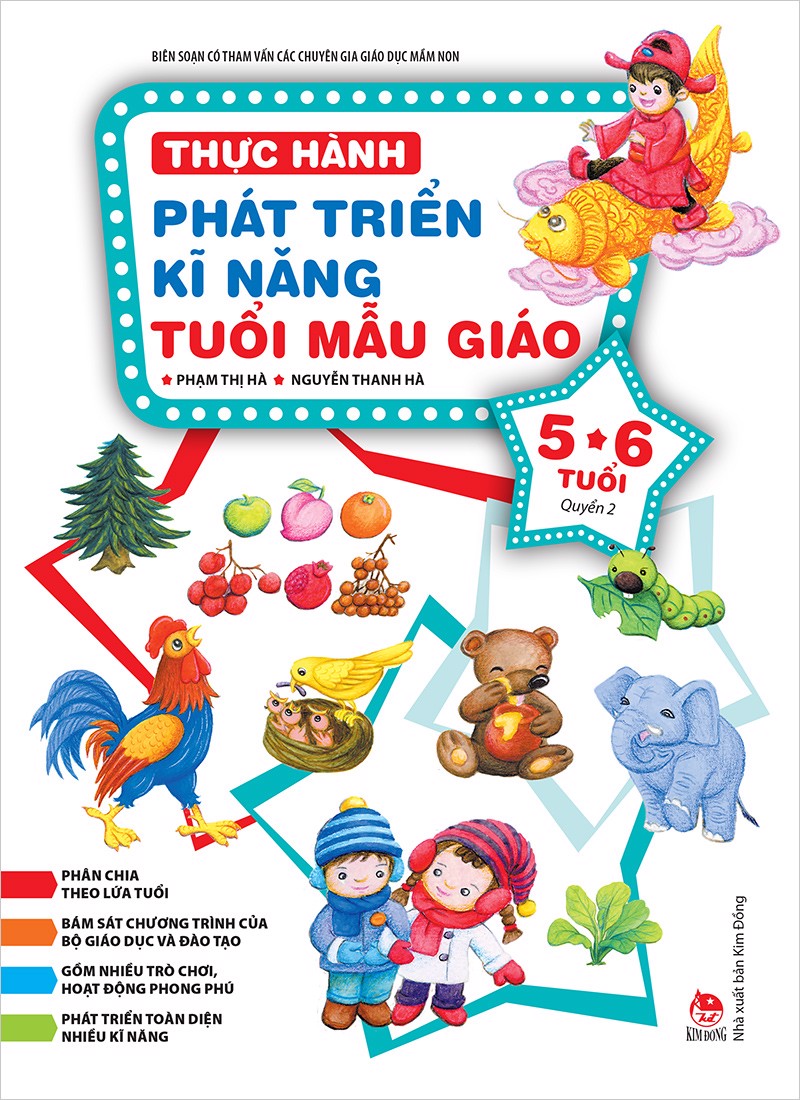 BIÊN SOẠN CÓ THAM VẤN CÁC CHUYÊN GIA GIÁO DỤC MẦM NON
THỰC HÀNH
PHÁT TRIỂN
KĨ NĂNG
TUỔI MẪU GIÁO
PHẠM THỊ HÀ ★ NGUYỄN THANH HÀ
5 ★ 6
TUỔI
Quyển 2
PHÂN CHIA
THEO LỨA TUỔI
BÁM SÁT CHƯƠNG TRÌNH CỦA
BỘ GIÁO DỤC VÀ ĐÀO TẠO
GỒM NHIỀU TRÒ CHƠI,
HOẠT ĐỘNG PHONG PHÚ
PHÁT TRIỂN TOÀN DIỆN
NHIỀU KĨ NĂNG
KIM ĐỒNG
Nhà xuất bản Kim Đồng